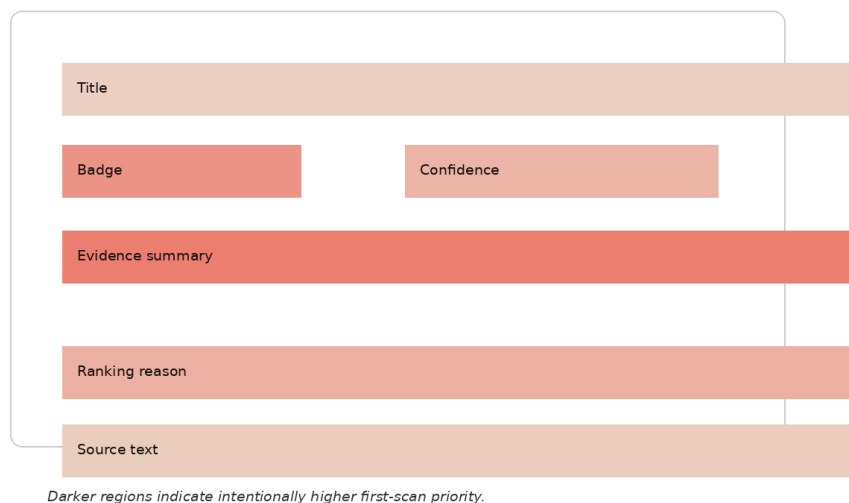 Title
Badge
Confidence
Evidence summary
Ranking reason
Source text
Darker regions indicate intentionally higher first-scan priority.